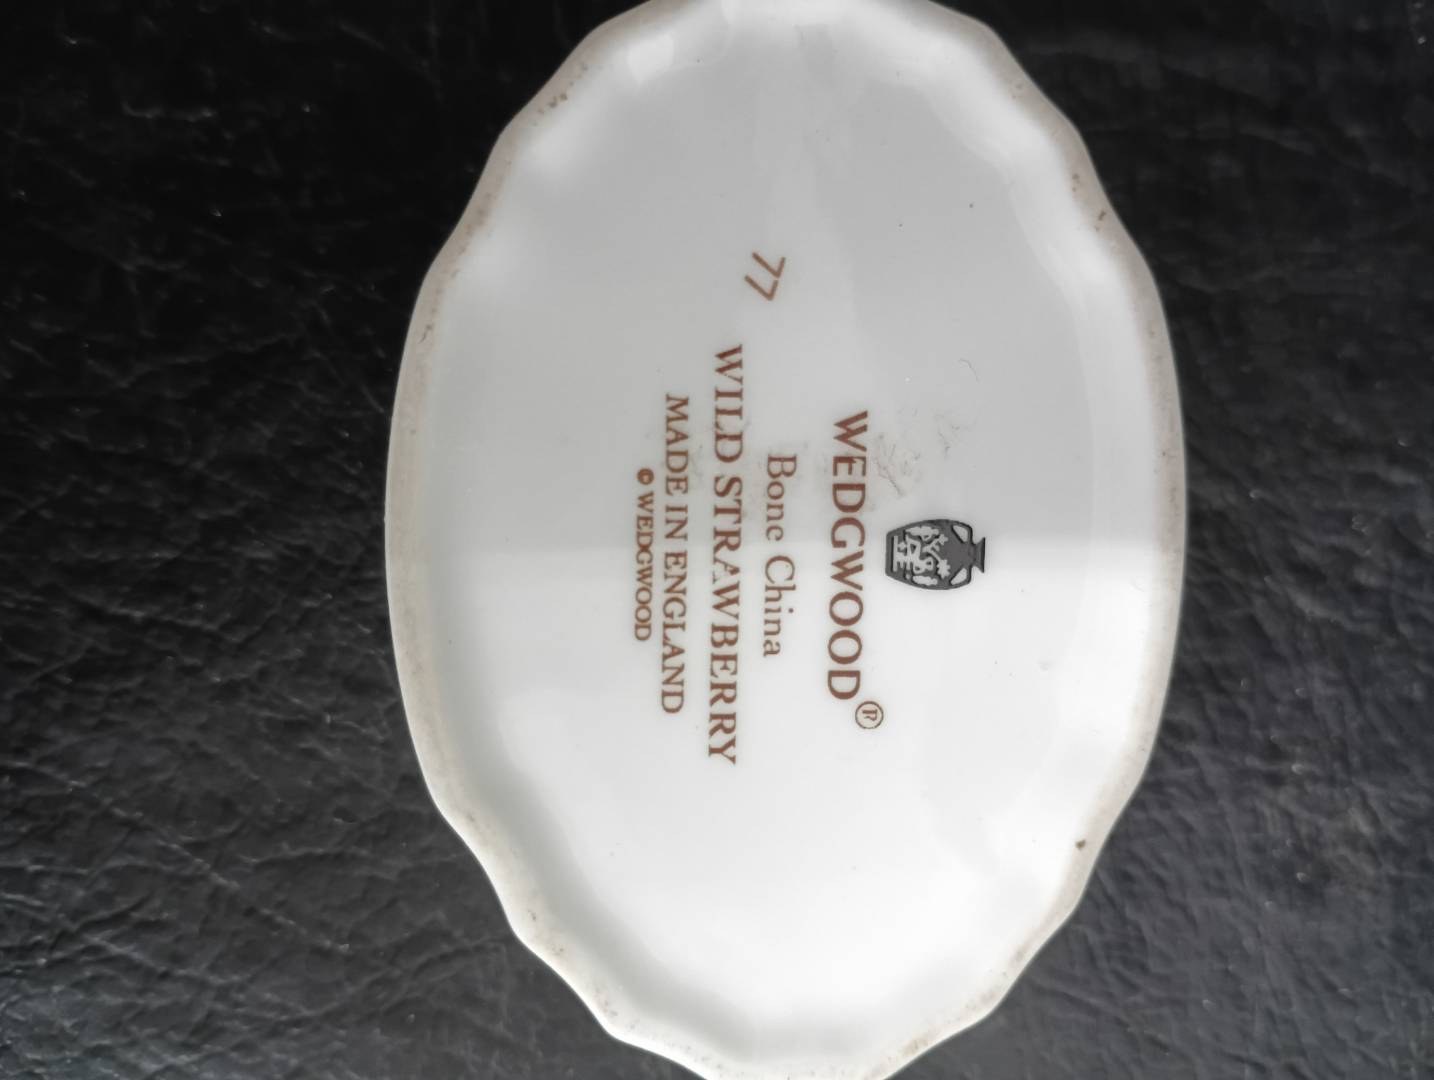 WEDGWOOD®
Bone China
77
WILD STRAWBERRY
MADE IN ENGLAND
© WEDGWOOD